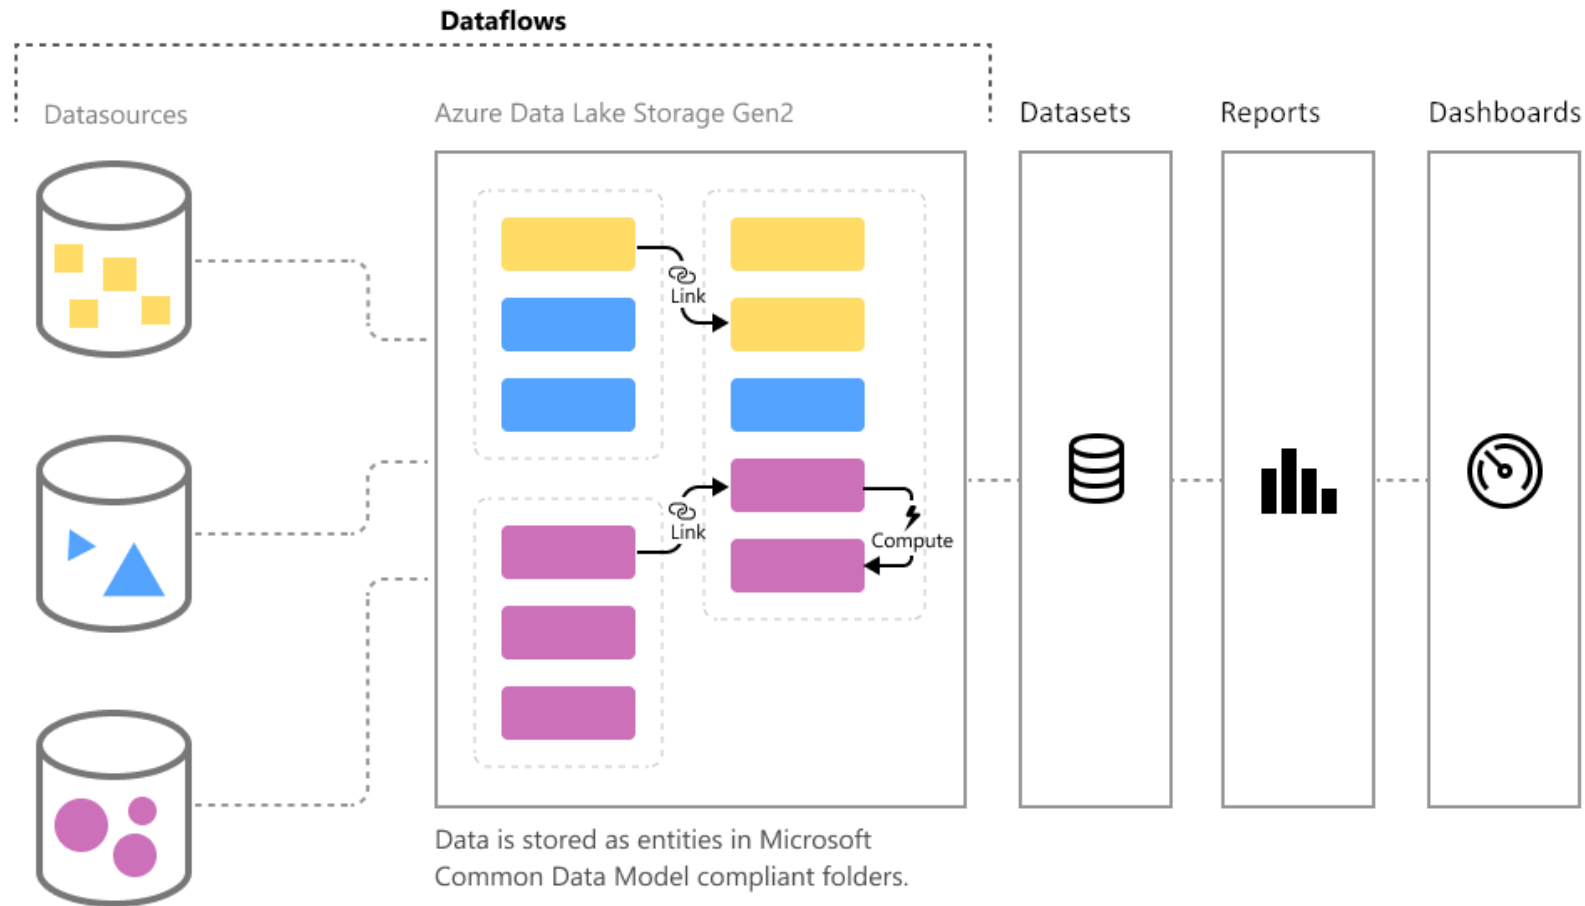 Dataflows
Datasources
Azure Data Lake Storage Gen2
Datasets
Reports
Dashboards
Link
Link
Compute
Data is stored as entities in Microsoft
Common Data Model compliant folders.